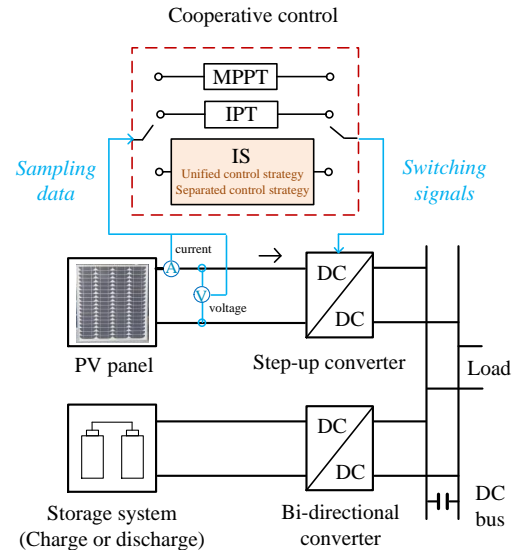 Cooperative control
MPPT
IPT
IS
Unified control strategy
Separated control strategy
Sampling
data
Switching
signals
current
A
V
voltage
DC
DC
PV panel
Step-up converter
Load
DC
DC
Storage system
(Charge or discharge)
Bi-directional
converter
DC
bus